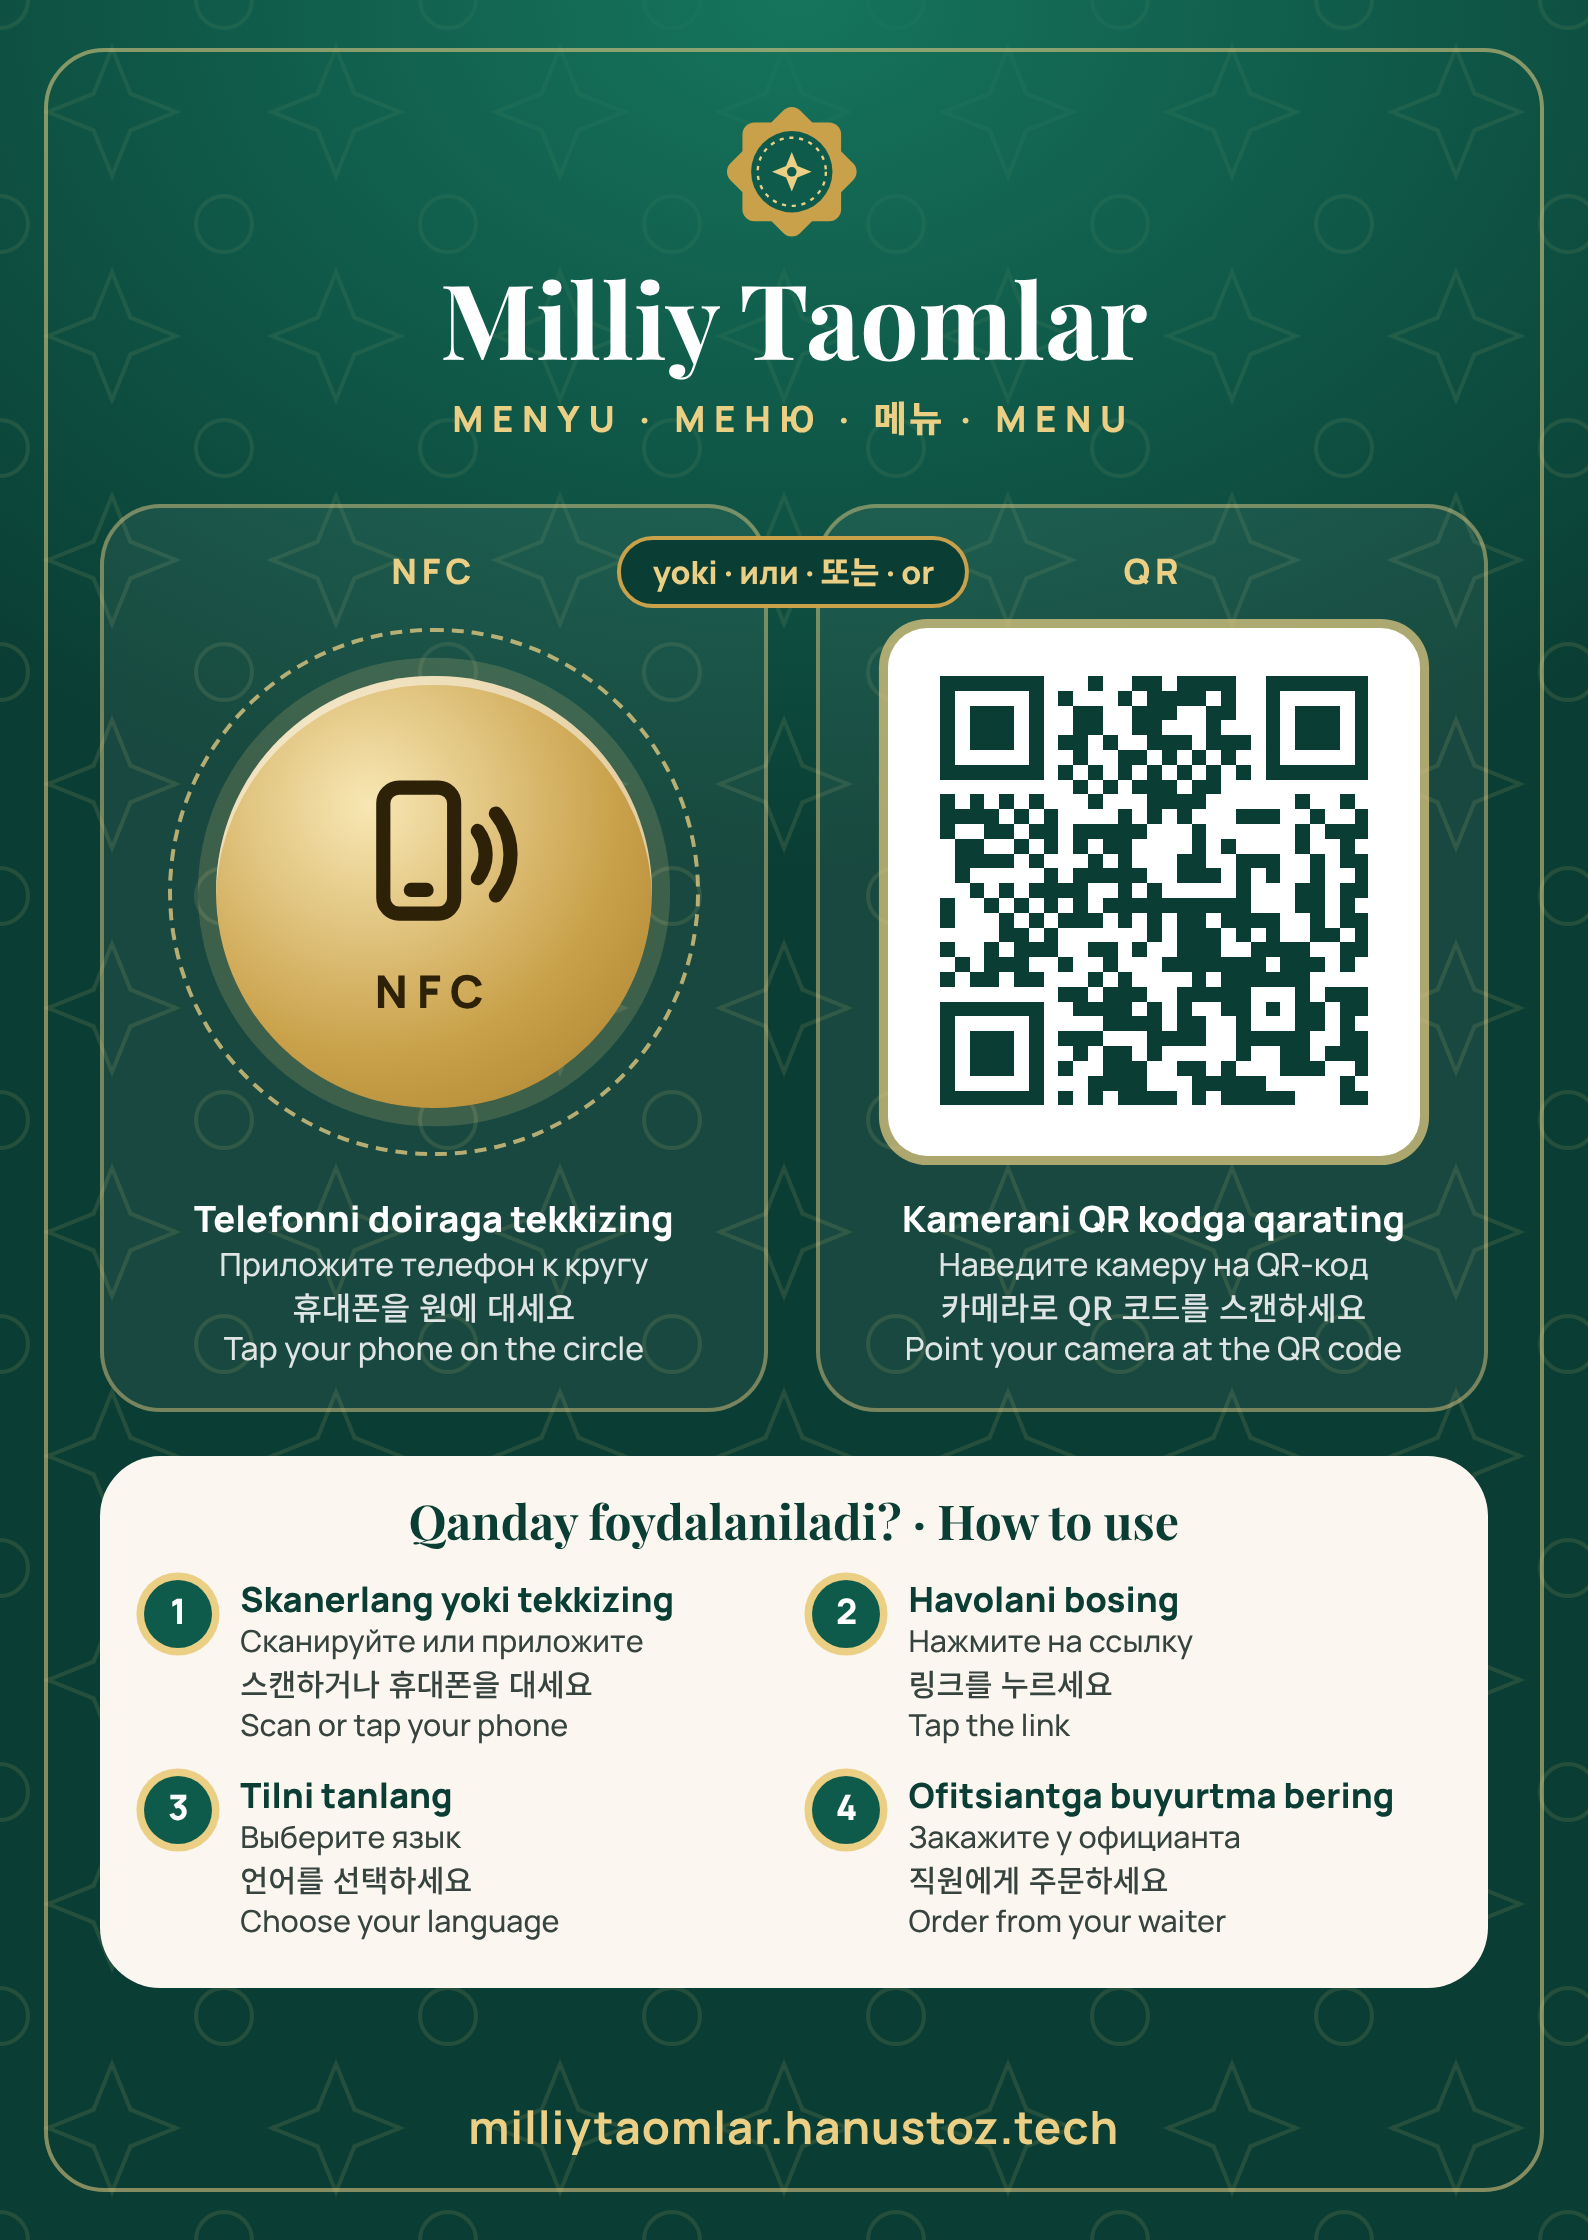 Milliy Taomlar
MENYU · МЕНЮ · 메뉴 · MENU
NFC
yoki · или · 또는 · or
QR
NFC
Telefonni doiraga tekkizing
Приложите телефон к кругу
휴대폰을 원에 대세요
Tap your phone on the circle
Kamerani QR kodga qarating
Наведите камеру на QR-код
카메라로 QR 코드를 스캔하세요
Point your camera at the QR code
Qanday foydalaniladi? · How to use
1
Skanerlang yoki tekkizing
Сканируйте или приложите
스캔하거나 휴대폰을 대세요
Scan or tap your phone
2
Havolani bosing
Нажмите на ссылку
링크를 누르세요
Tap the link
3
Tilni tanlang
Выберите язык
언어를 선택하세요
Choose your language
4
Ofitsiantga buyurtma bering
Закажите у официанта
직원에게 주문하세요
Order from your waiter
milliytaomlar.hanustoz.tech